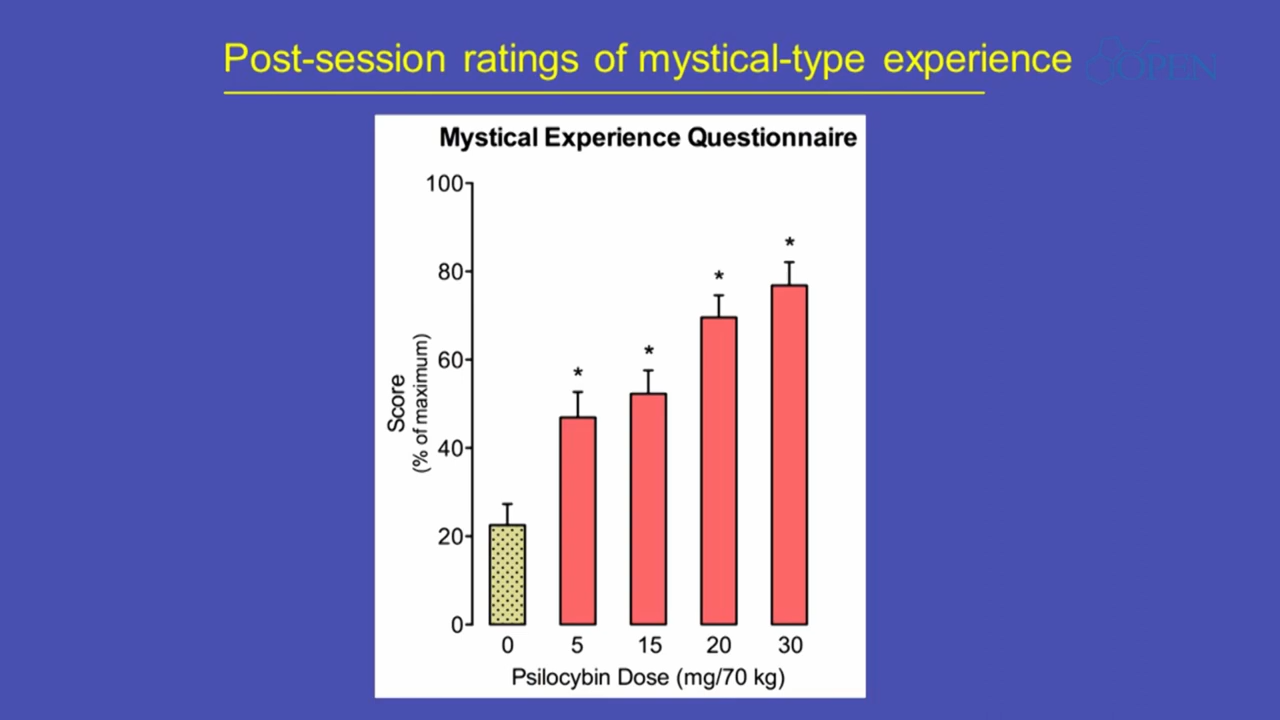 Post-session ratings of mystical-type experience
OPEN
Mystical Experience Questionnaire
100
80
60
40
20
0
Score
(% of maximum)
*
*
*
*
0 5 15 20 30
Psilocybin Dose (mg/70 kg)